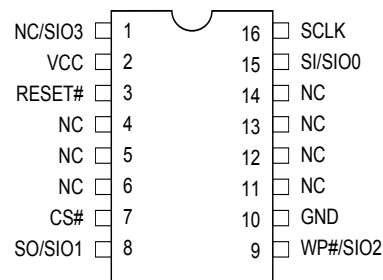 NC/SIO3 1 16 SCLK
VCC 2 15 SI/SIO0
RESET# 3 14 NC
NC 4 13 NC
NC 5 12 NC
NC 6 11 NC
CS# 7 10 GND
SO/SIO1 8 9 WP#/SIO2